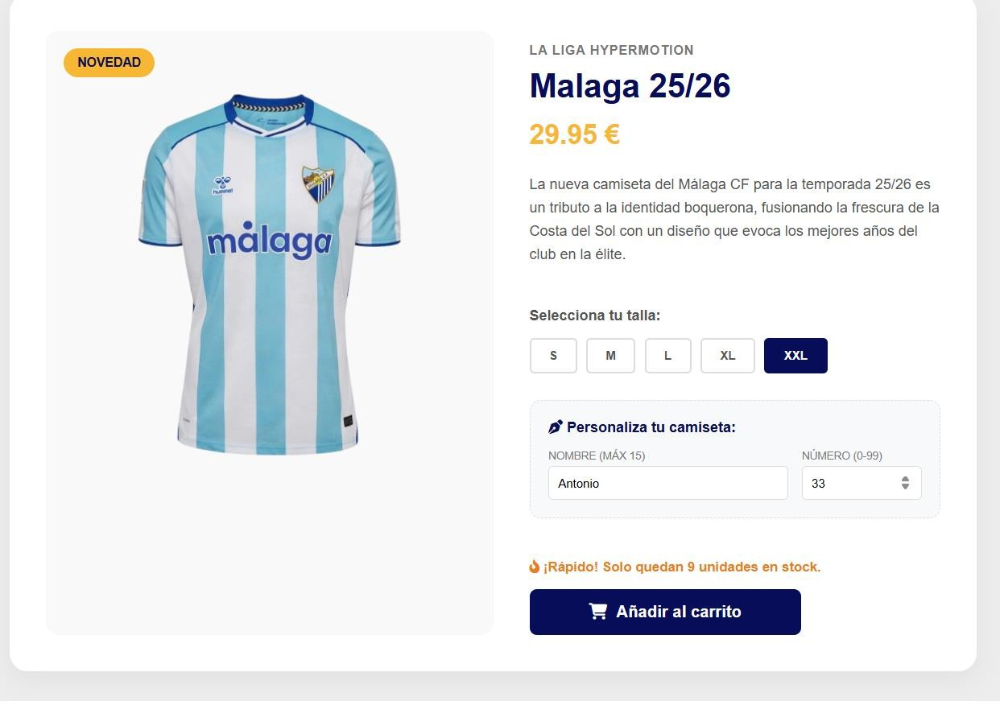 NOVEDAD
hummel
MALAGA C.F.
målaga
LA LIGA HYPERMOTION
Malaga 25/26
29.95 €
La nueva camiseta del Málaga CF para la temporada 25/26 es
un tributo a la identidad boquerona, fusionando la frescura de la
Costa del Sol con un diseño que evoca los mejores años del
club en la élite.
Selecciona tu talla:
S
M
L
XL
XXL
Personaliza tu camiseta:
NOMBRE (MÁX 15)
NÚMERO (0-99)
Antonio
33
¡Rápido! Solo quedan 9 unidades en stock.
Añadir al carrito